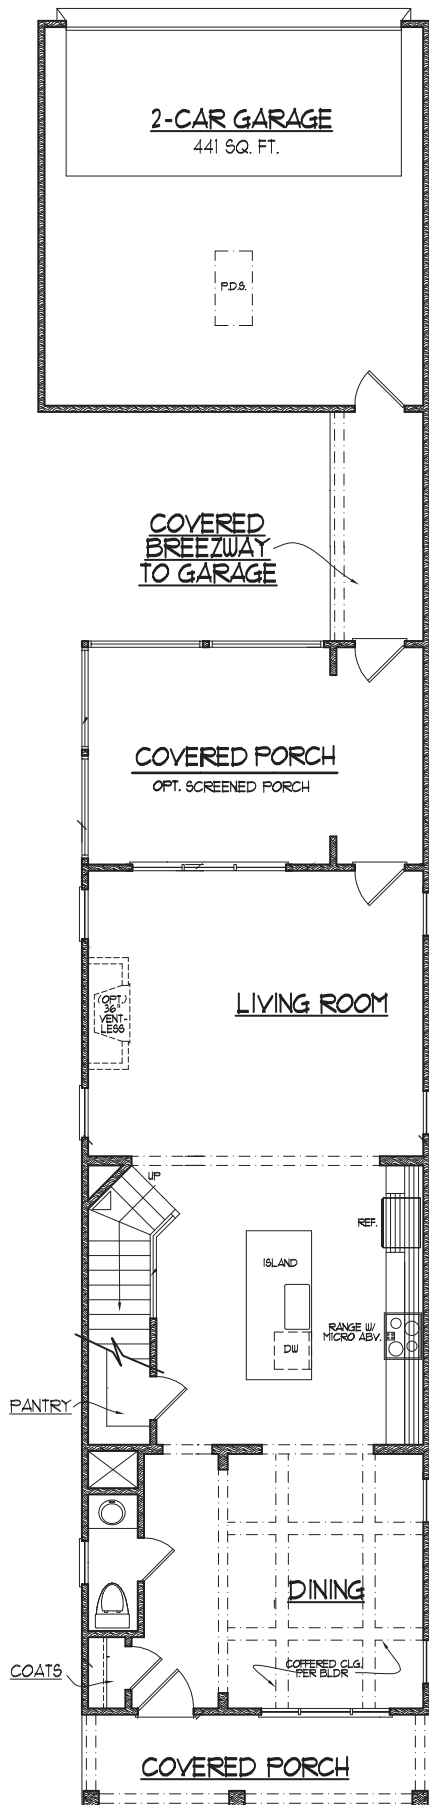 2-CAR GARAGE
441 SQ. FT.
P.D.S.
COVERED
BREEZWAY
TO GARAGE
COVERED PORCH
OPT. SCREENED PORCH
(OPT.)
36"
VENT-
LESS
LIVING ROOM
UP
REF.
ISLAND
RANGE W/
MICRO ABV.
DW
PANTRY
DINING
COFFERED CLG.
PER BLDR
COATS
COVERED PORCH